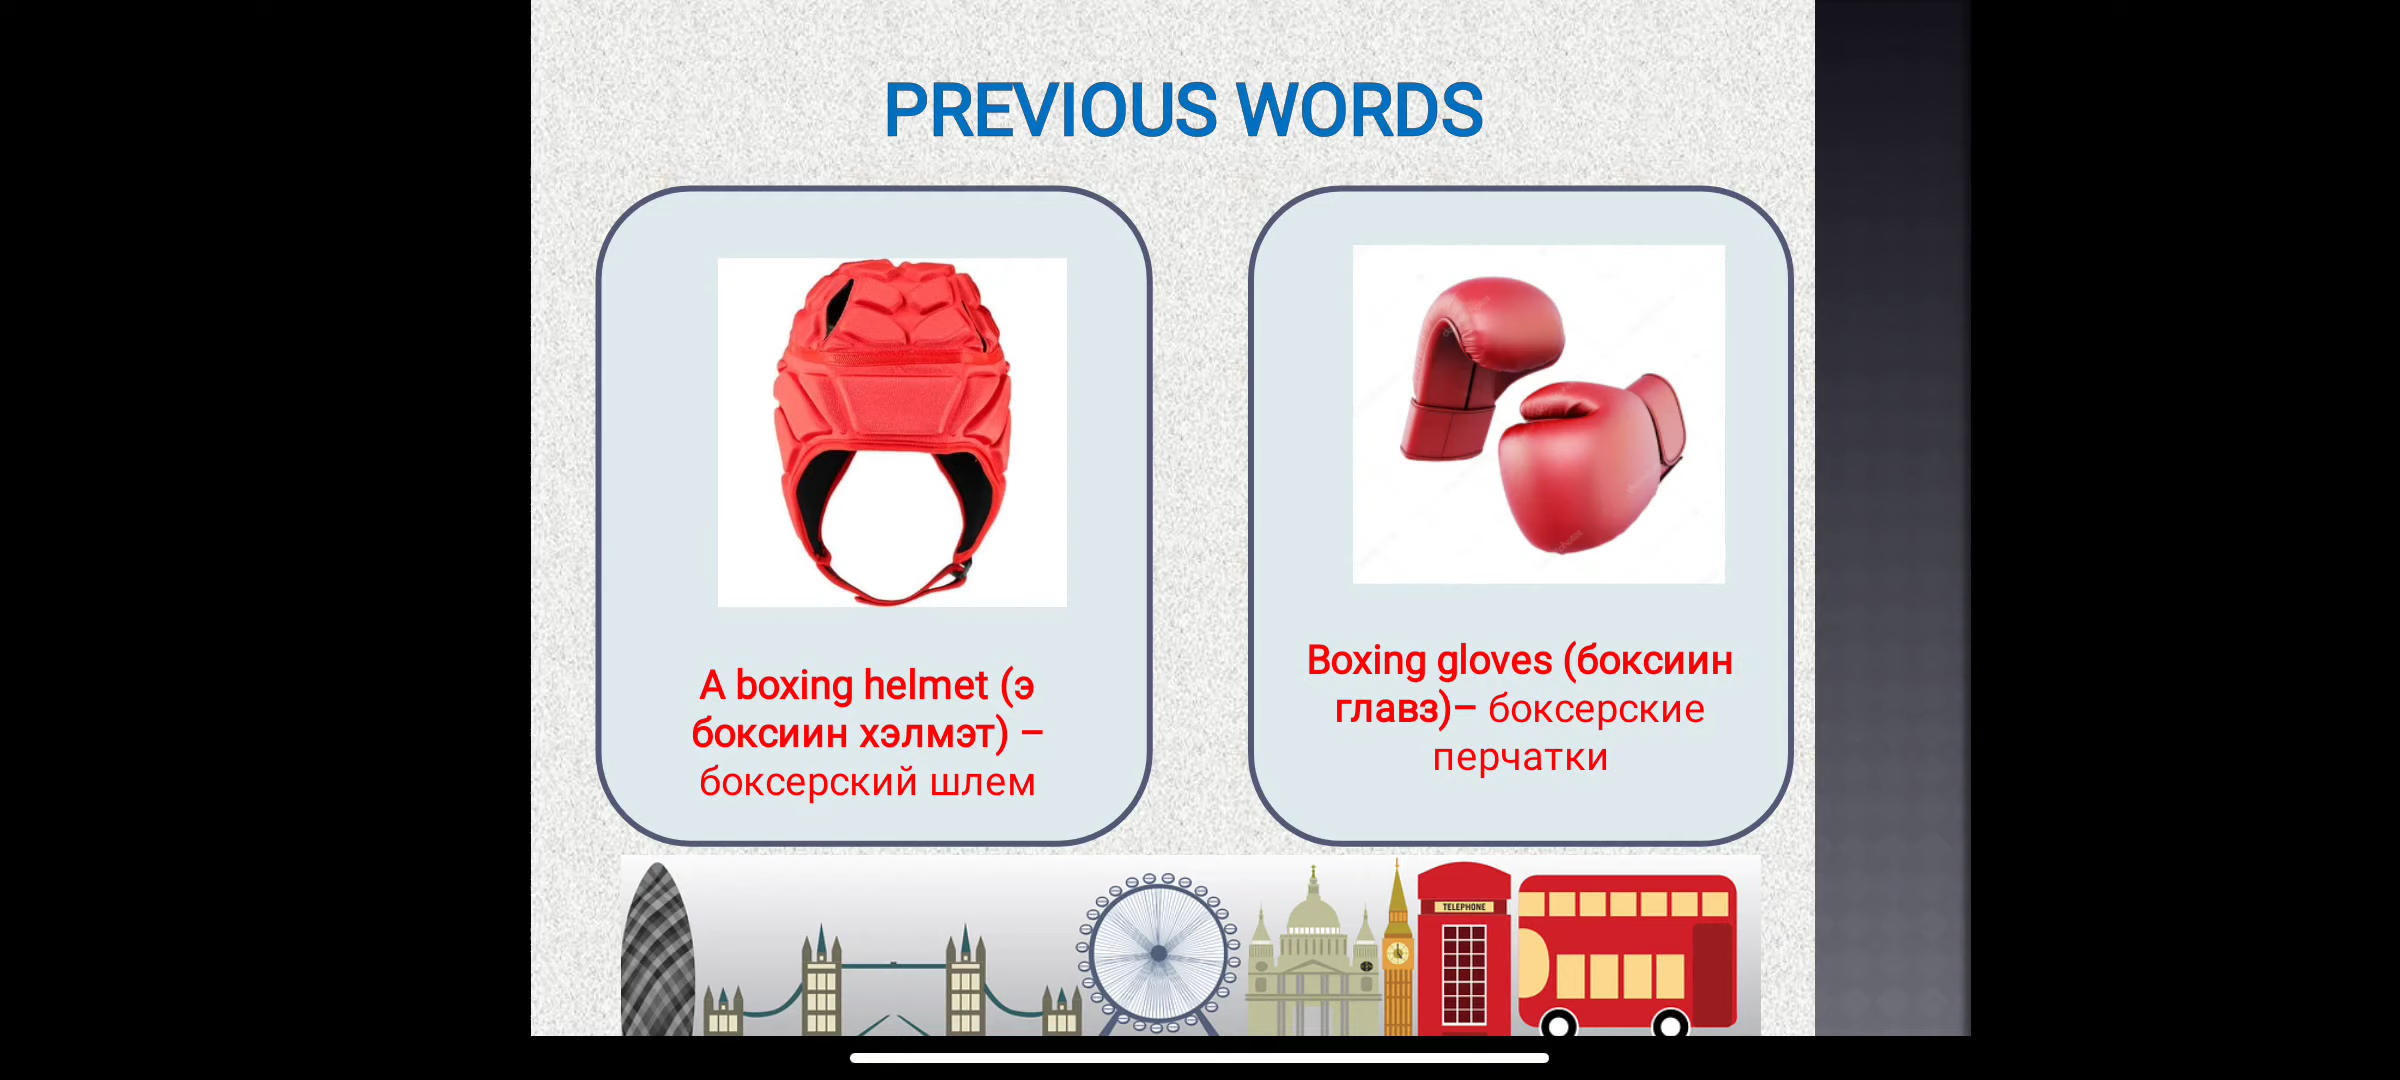 PREVIOUS WORDS
A boxing helmet (э
боксиин хэлмэт) –
боксерский шлем
Boxing gloves (боксиин
главз)– боксерские
перчатки
TELEPHONE